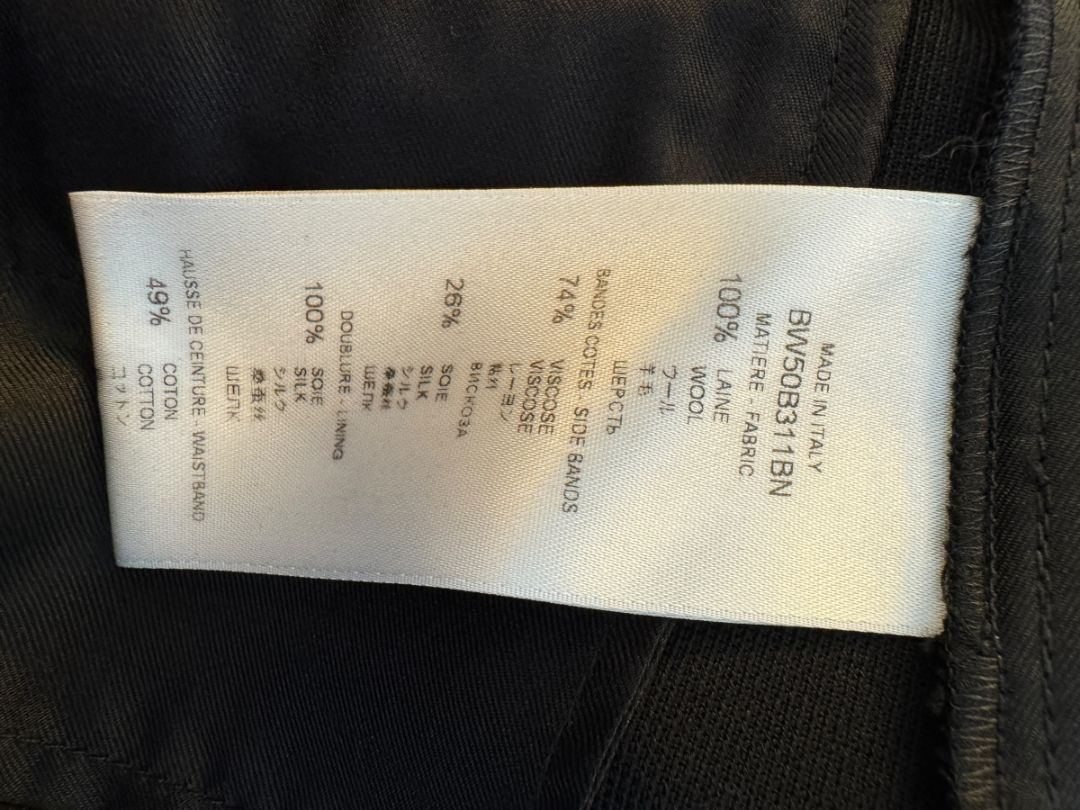 MADE IN ITALY
BW50B311BN
MATIERE - FABRIC
100% LAINE
WOOL
ウール
羊毛
ШЕРСТЬ
BANDES COTES - SIDE BANDS
74% VISCOSE
VISCOSE
レーヨン
粘纤
ВИСКОЗА
26% SOIE
SILK
シルク
桑蚕丝
ШЕЛК
DOUBLURE - LINING
100% SOIE
SILK
シルク
桑蚕丝
ШЕЛК
HAUSSE DE CEINTURE - WAISTBAND
49% COTON
COTTON
コットン